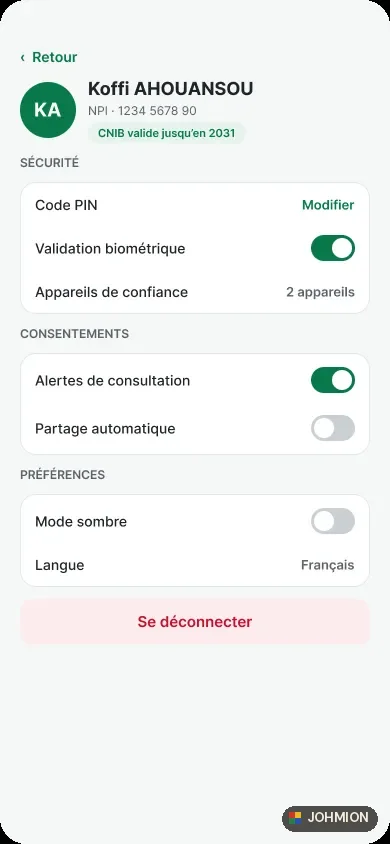 ‹ Retour
KA
Koffi AHOUANSOU
NPI · 1234 5678 90
CNIB valide jusqu’en 2031
SÉCURITÉ
Code PIN Modifier
Validation biométrique
Appareils de confiance 2 appareils
CONSENTEMENTS
Alertes de consultation
Partage automatique
PRÉFÉRENCES
Mode sombre
Langue Français
Se déconnecter
JOHMION